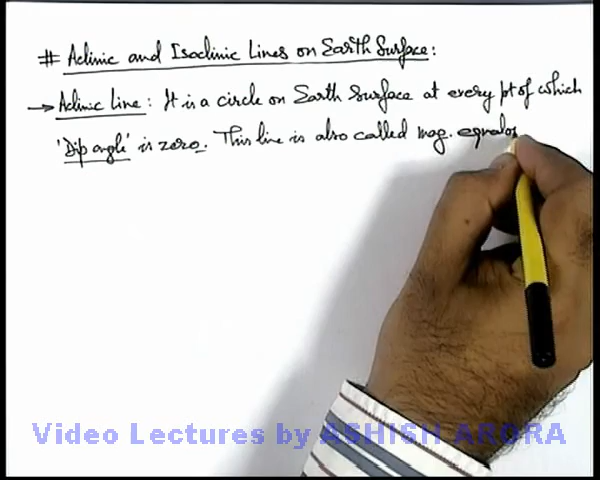 # Aclinic and Isoclinic Lines on Earth Surface:
→ Aclinic Line: It is a circle on Earth Surface at every pt of which
'Dip angle' is zero. This line is also called mag. equator
Video Lectures by ASHISH ARORA